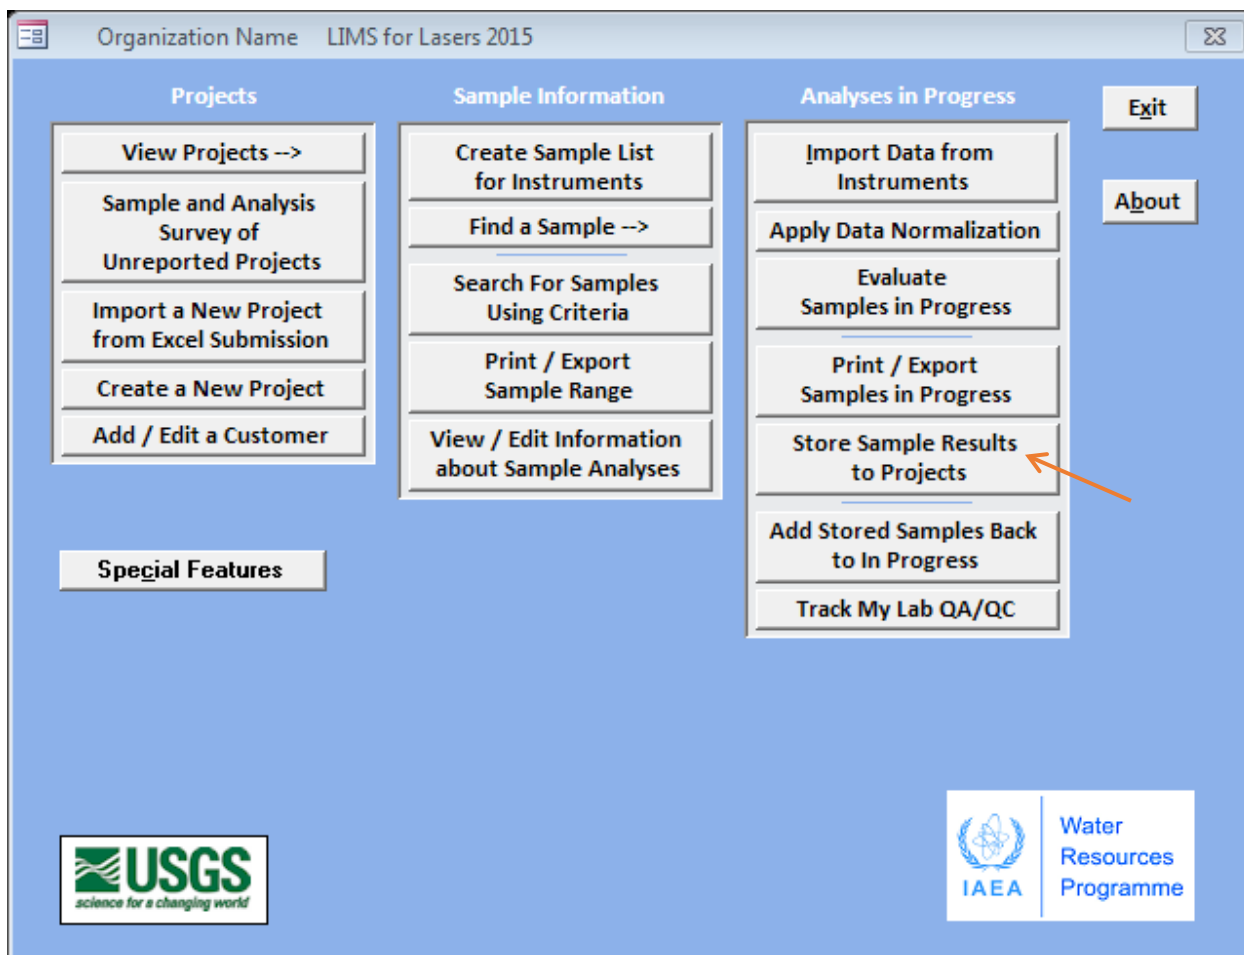 Organization Name LIMS for Lasers 2015
Projects
View Projects -->
Sample and Analysis
Survey of
Unreported Projects
Import a New Project
from Excel Submission
Create a New Project
Add / Edit a Customer
Special Features
Sample Information
Create Sample List
for Instruments
Find a Sample -->
Search For Samples
Using Criteria
Print / Export
Sample Range
View / Edit Information
about Sample Analyses
Analyses in Progress
Import Data from
Instruments
Apply Data Normalization
Evaluate
Samples in Progress
Print / Export
Samples in Progress
Store Sample Results
to Projects
Add Stored Samples Back
to In Progress
Track My Lab QA/QC
Exit
About
USGS
science for a changing world
IAEA
Water
Resources
Programme